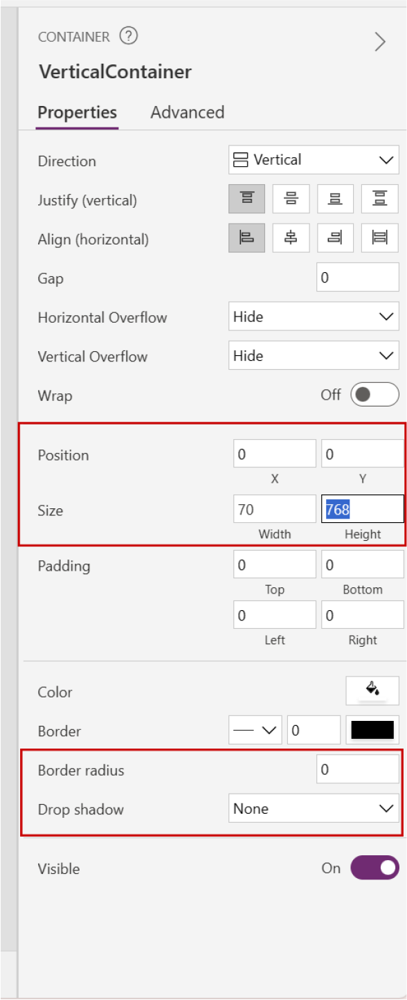 CONTAINER ?
VerticalContainer
Properties Advanced
Direction Vertical
Justify (vertical)
Align (horizontal)
Gap 0
Horizontal Overflow Hide
Vertical Overflow Hide
Wrap Off
Position 0 0
X Y
Size 70 768
Width Height
Padding 0 0
Top Bottom
0 0
Left Right
Color
Border 0
Border radius 0
Drop shadow None
Visible On